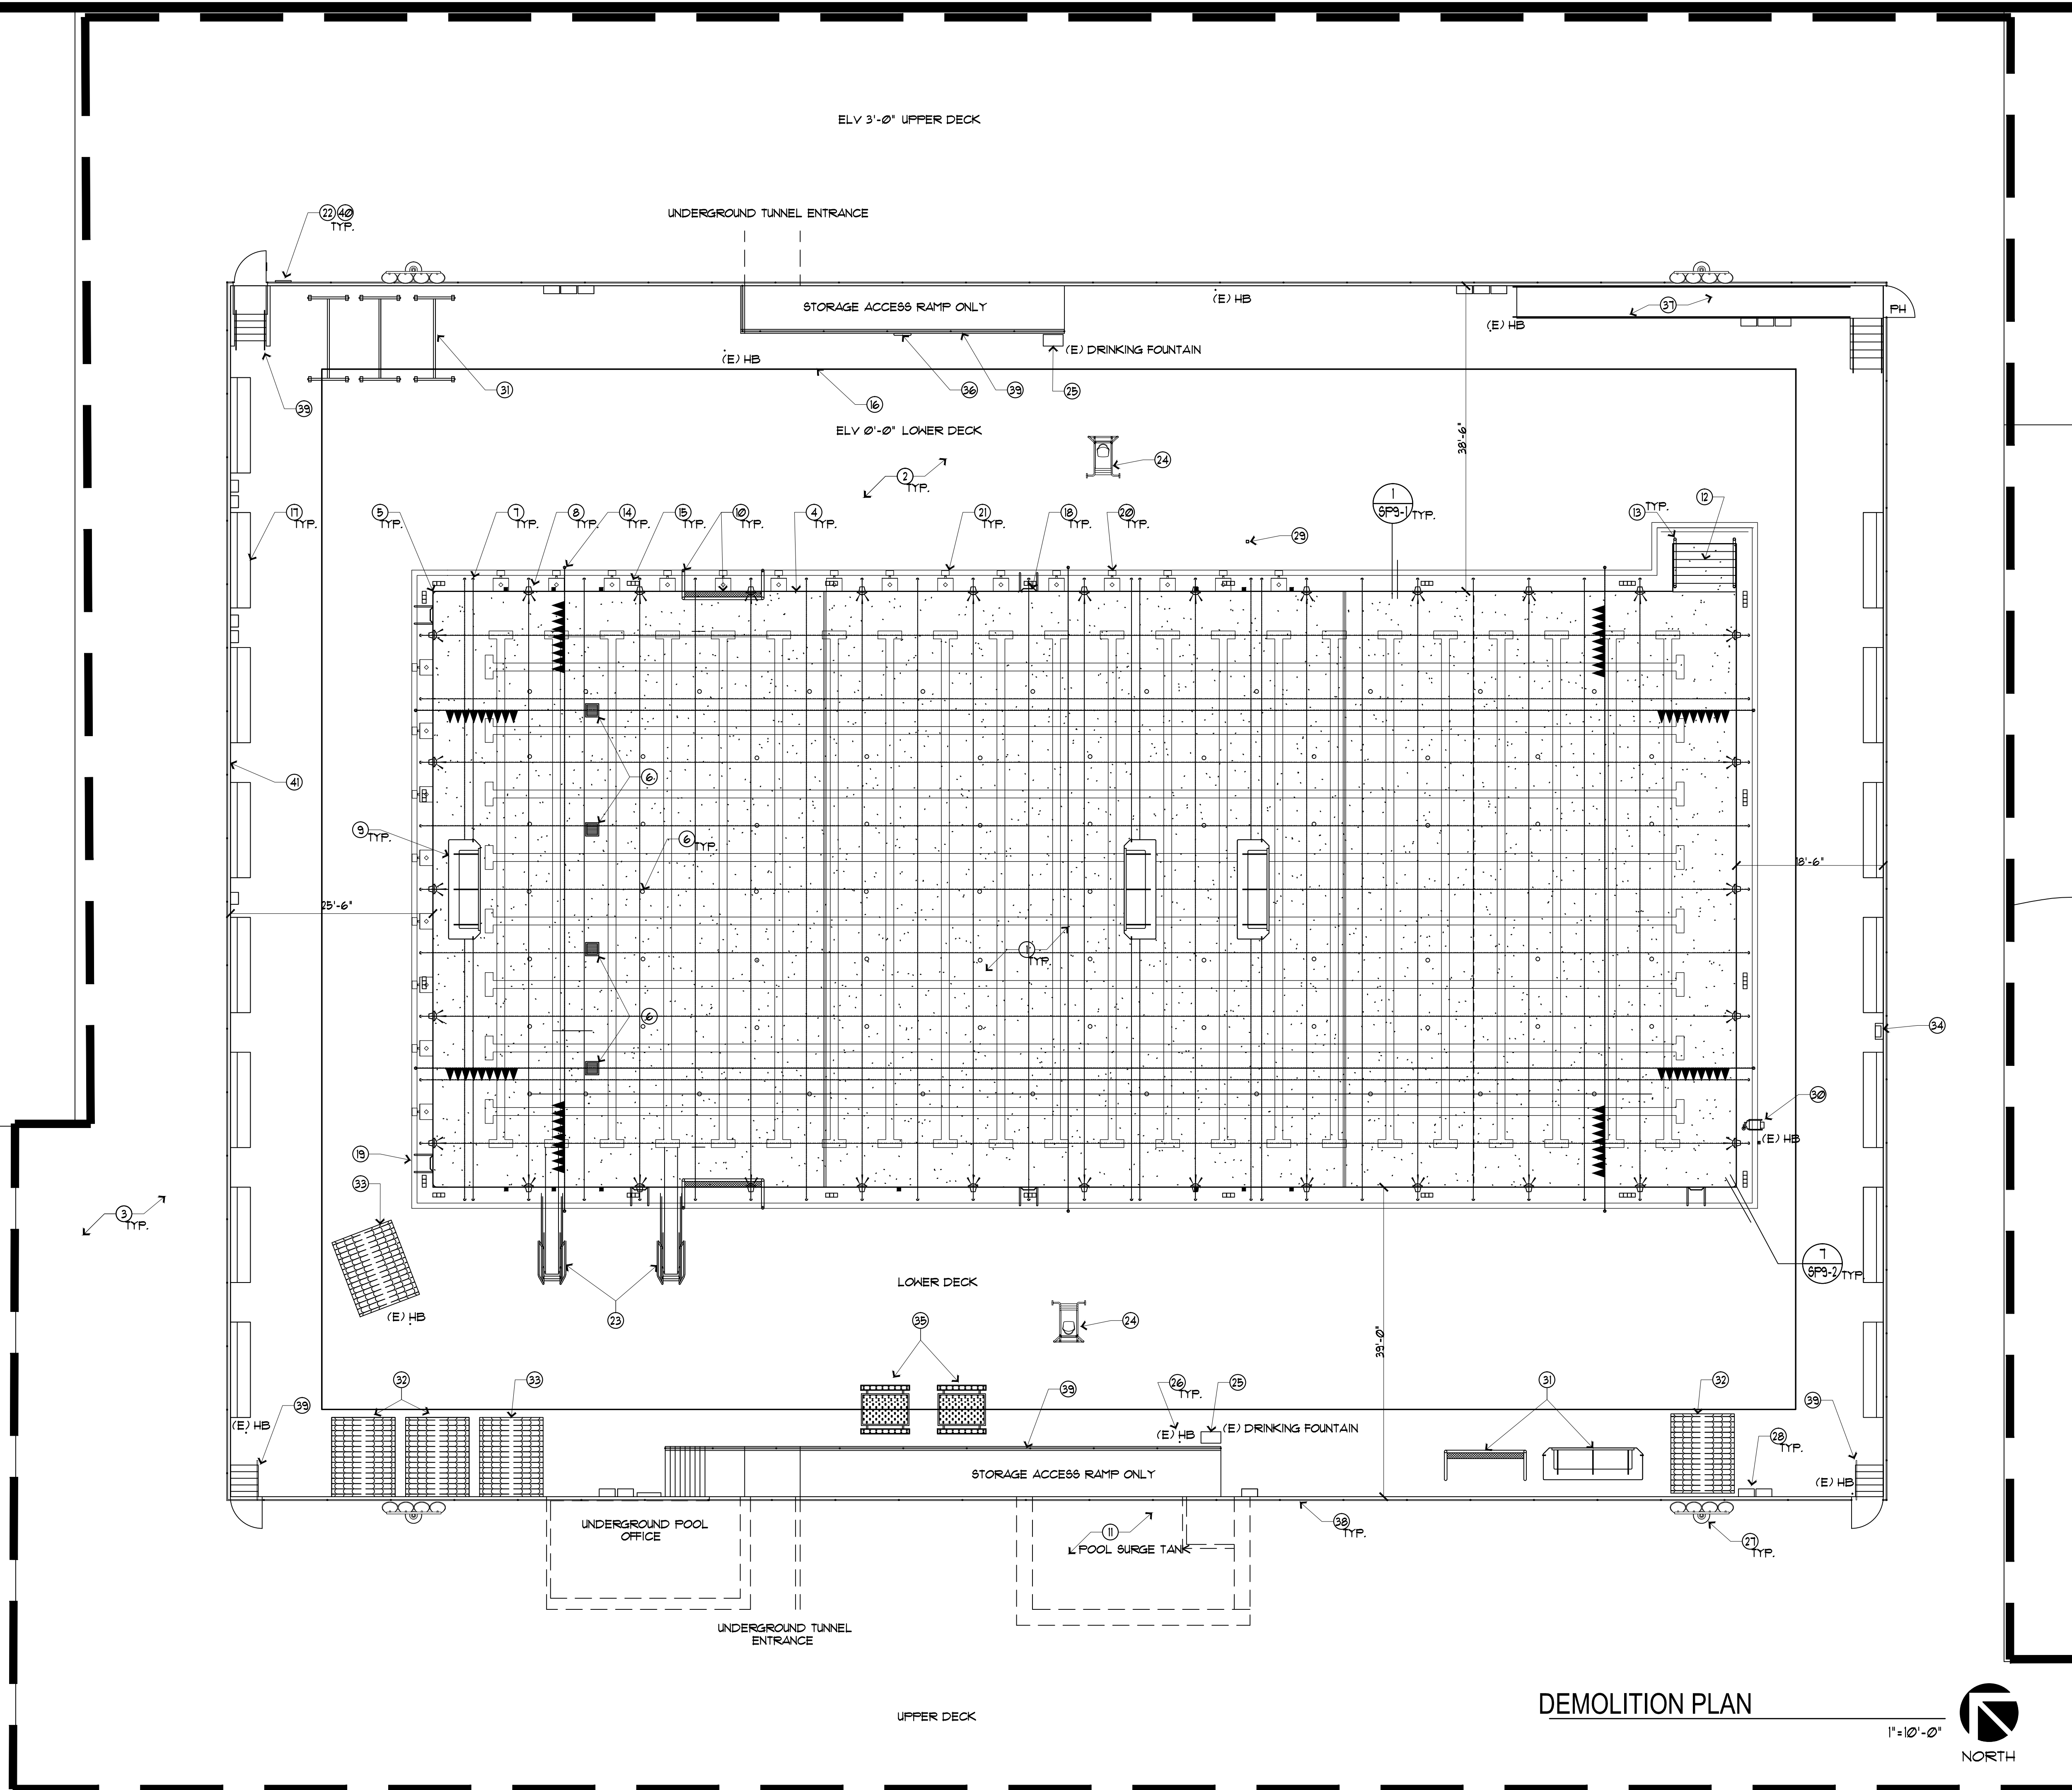 ELV 3'-0" UPPER DECK
22 40
TYP.
UNDERGROUND TUNNEL ENTRANCE
STORAGE ACCESS RAMP ONLY
(E) HB
37
PH
(E) HB
(E) HB
(E) DRINKING FOUNTAIN
39
31
36
39
25
16
ELV 0'-0" LOWER DECK
38'-6"
24
2
TYP.
1
SP9-1
TYP.
12
17
TYP.
5
TYP.
7
TYP.
8
TYP.
14
TYP.
15
TYP.
10
TYP.
4
TYP.
21
TYP.
18
TYP.
20
TYP.
13
TYP.
29
6
41
9
TYP.
6
TYP.
18'-6"
25'-6"
1
TYP.
6
34
30
(E) HB
19
33
3
TYP.
7
SP9-2
TYP.
LOWER DECK
(E) HB
23
35
24
39'-0"
32
33
39
26
TYP.
25
31
32
39
39
(E) HB
(E) HB
(E) DRINKING FOUNTAIN
28
TYP.
STORAGE ACCESS RAMP ONLY
(E) HB
UNDERGROUND POOL
OFFICE
11
POOL SURGE TANK
38
TYP.
27
TYP.
UNDERGROUND TUNNEL
ENTRANCE
UPPER DECK
DEMOLITION PLAN
1"=10'-0"
NORTH